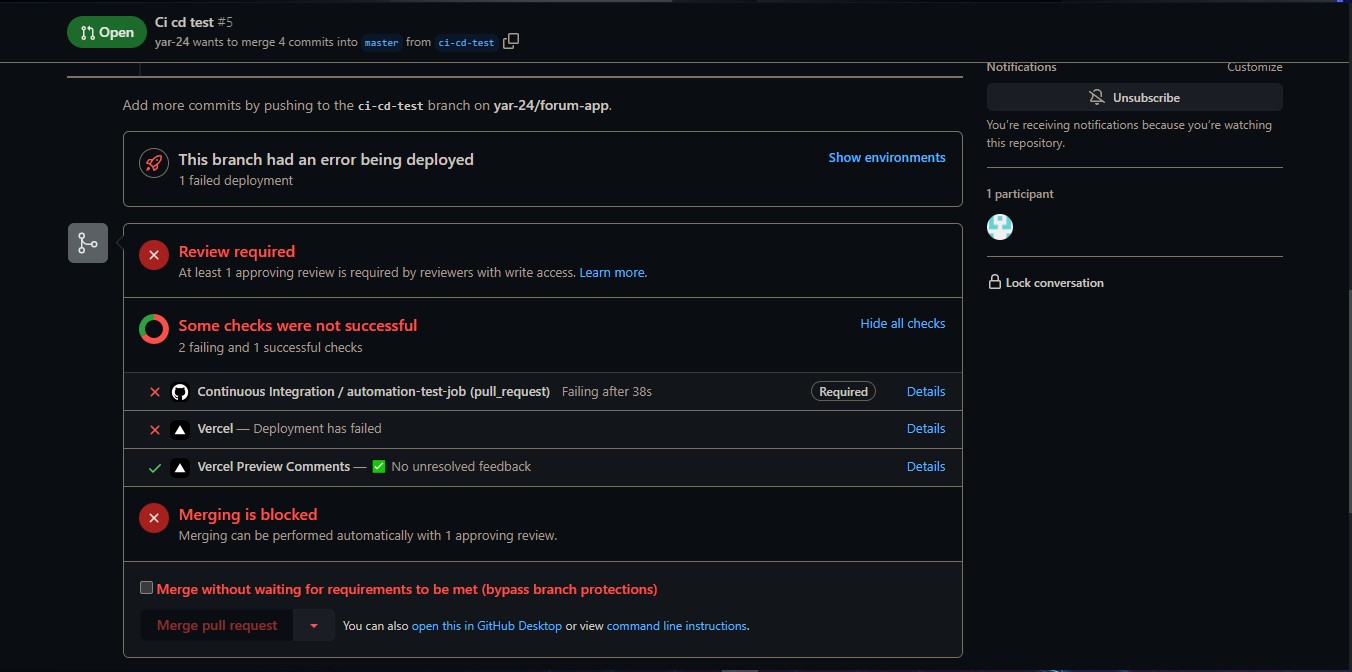 Open
Ci cd test #5
yar-24 wants to merge 4 commits into master from ci-cd-test
Notifications
Customize
Unsubscribe
You're receiving notifications because you're watching
this repository.
1 participant
Lock conversation
Add more commits by pushing to the ci-cd-test branch on yar-24/forum-app.
This branch had an error being deployed
1 failed deployment
Show environments
Review required
At least 1 approving review is required by reviewers with write access. Learn more.
Some checks were not successful
2 failing and 1 successful checks
Hide all checks
Continuous Integration / automation-test-job (pull_request) Failing after 38s
Required
Details
Vercel — Deployment has failed
Details
Vercel Preview Comments — ✅ No unresolved feedback
Details
Merging is blocked
Merging can be performed automatically with 1 approving review.
Merge without waiting for requirements to be met (bypass branch protections)
Merge pull request
You can also open this in GitHub Desktop or view command line instructions.